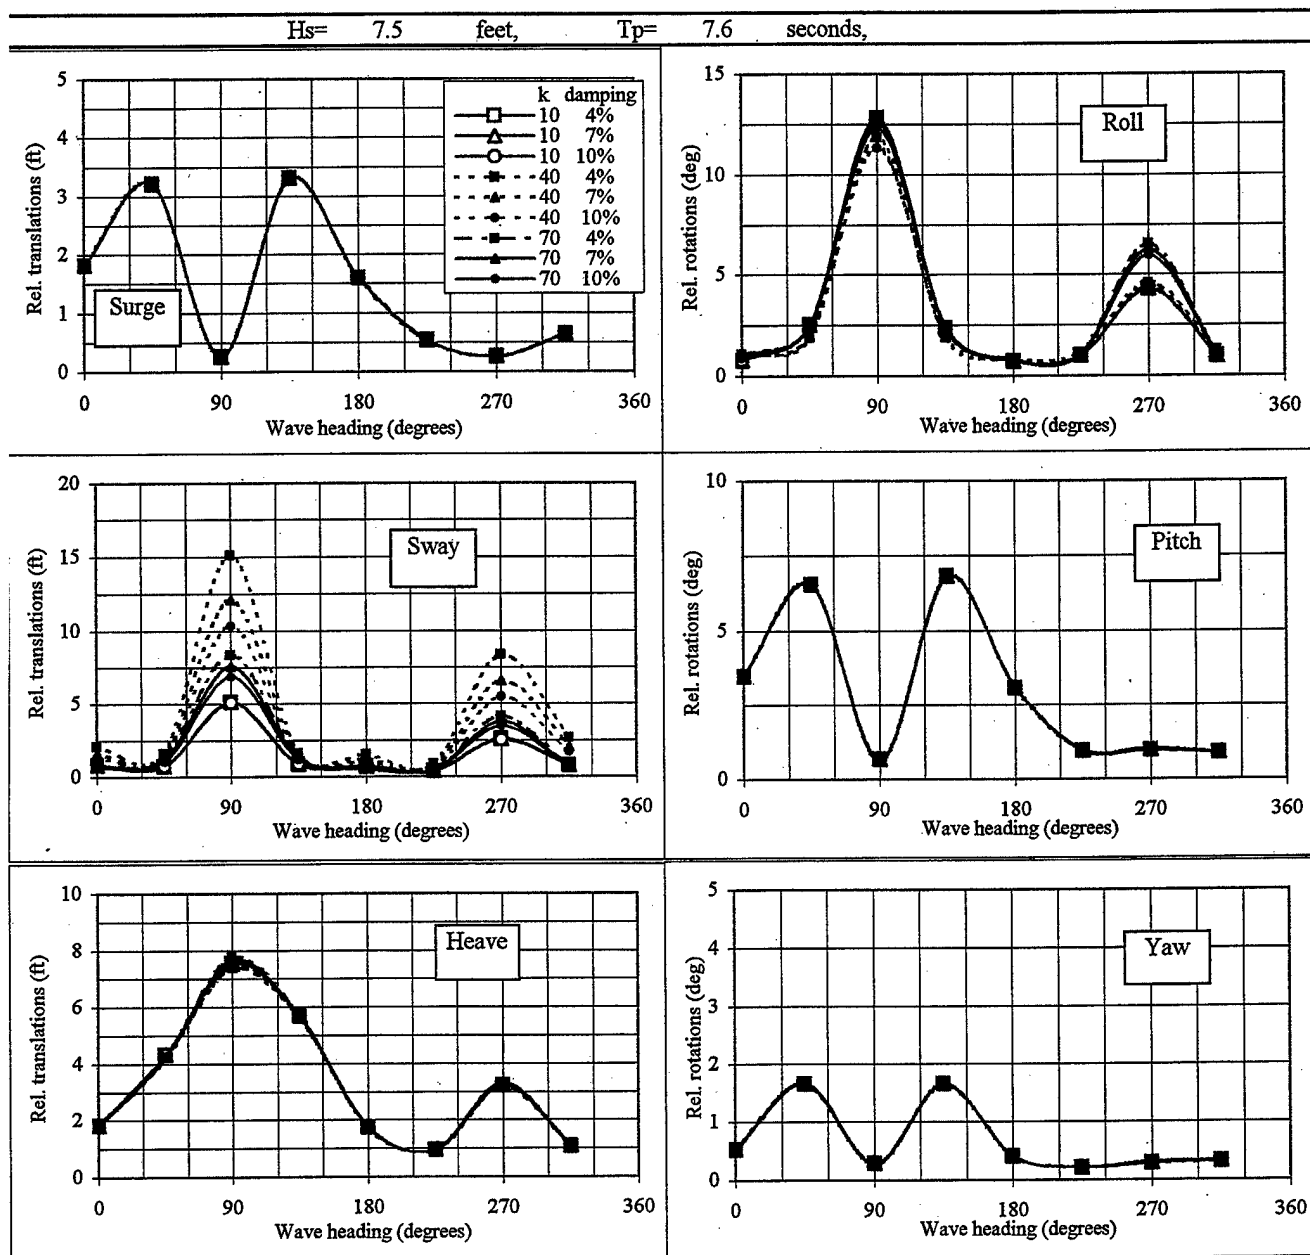 Hs= 7.5 feet, Tp= 7.6 seconds,
5
4
3
2
1
0
Rel. translations (ft)
k damping
10 4%
10 7%
10 10%
40 4%
40 7%
40 10%
70 4%
70 7%
70 10%
Surge
0 90 180 270 360
Wave heading (degrees)
15
10
5
0
Rel. rotations (deg)
Roll
0 90 180 270 360
Wave heading (degrees)
20
15
10
5
0
Rel. translations (ft)
Sway
0 90 180 270 360
Wave heading (degrees)
10
5
0
Rel. rotations (deg)
Pitch
0 90 180 270 360
Wave heading (degrees)
10
8
6
4
2
0
Rel. translations (ft)
Heave
0 90 180 270 360
Wave heading (degrees)
5
4
3
2
1
0
Rel. rotations (deg)
Yaw
0 90 180 270 360
Wave heading (degrees)